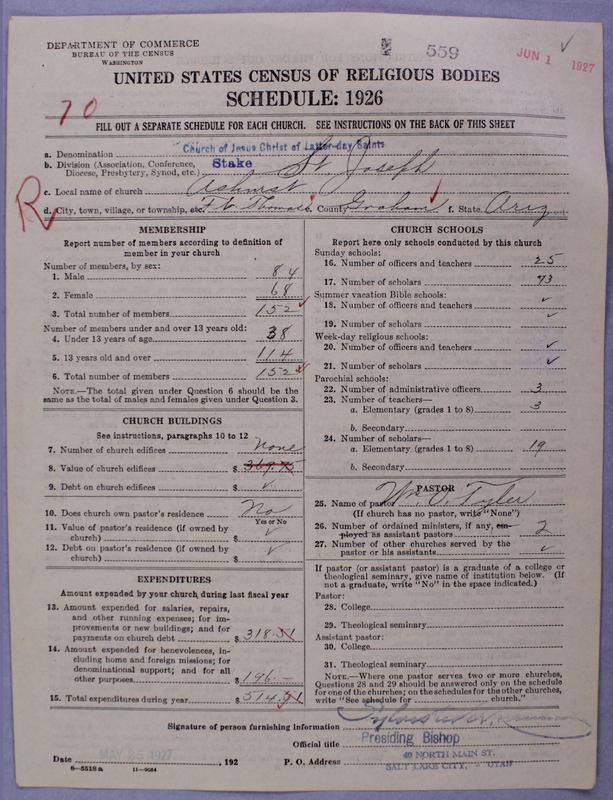 DEPARTMENT OF COMMERCE
BUREAU OF THE CENSUS
WASHINGTON
559
JUN 1 1927
UNITED STATES CENSUS OF RELIGIOUS BODIES
SCHEDULE: 1926
70
FILL OUT A SEPARATE SCHEDULE FOR EACH CHURCH. SEE INSTRUCTIONS ON THE BACK OF THIS SHEET
a. Denomination Church of Jesus Christ of Latter-day Saints
b. Division (Association, Conference, Diocese, Presbytery, Synod, etc.) Stake St. Joseph
c. Local name of church Ashurst
R
d. City, town, village, or township, etc. Ft. Thomas e. County Graham f. State Ariz
MEMBERSHIP
Report number of members according to definition of
member in your church
Number of members, by sex:
1. Male 84
2. Female 68
3. Total number of members 152
Number of members under and over 13 years old:
4. Under 13 years of age 38
5. 13 years old and over 114
6. Total number of members 152
NOTE.—The total given under Question 6 should be
same as the total of males and females given under Question 3.
CHURCH BUILDINGS
See instructions, paragraphs 10 to 12
7. Number of church edifices None
8. Value of church edifices $ 369.75
9. Debt on church edifices $ ✓
10. Does church own pastor's residence? No
Yes or No
11. Value of pastor's residence (if owned by
church) $ ✓
12. Debt on pastor's residence (if owned by
church) $ ✓
EXPENDITURES
Amount expended by your church during last fiscal year
13. Amount expended for salaries, repairs,
and other running expenses; for im-
provements or new buildings; and for
payments on church debt $ 318.51
14. Amount expended for benevolences, in-
cluding home and foreign missions; for
denominational support; and for all
other purposes $ 196.—
15. Total expenditures during year $ 514.51
CHURCH SCHOOLS
Report here only schools conducted by this church
Sunday schools:
16. Number of officers and teachers 25
17. Number of scholars 73
Summer vacation Bible schools:
18. Number of officers and teachers ✓
19. Number of scholars ✓
Week-day religious schools:
20. Number of officers and teachers ✓
21. Number of scholars ✓
Parochial schools:
22. Number of administrative officers 3
23. Number of teachers—
a. Elementary (grades 1 to 8) 3
b. Secondary
24. Number of scholars—
a. Elementary (grades 1 to 8) 19
b. Secondary
PASTOR
25. Name of pastor Wm. O. Tyler
(If church has no pastor, write "None")
26. Number of ordained ministers, if any, em-
ployed as assistant pastors 2
27. Number of other churches served by the
pastor or his assistants ✓
If pastor (or assistant pastor) is a graduate of a college or
theological seminary, give name of institution below. (If
not a graduate, write "No" in the space indicated.)
Pastor:
28. College
29. Theological seminary
Assistant pastor:
30. College
31. Theological seminary
NOTE.—Where one pastor serves two or more churches,
Questions 28 and 29 should be answered only on the schedule
for one of the churches; on the schedules for the other churches,
write "See schedule for church."
Signature of person furnishing information
Official title Presiding Bishop
Date MAY 25 1927, 192 P. O. Address 40 NORTH MAIN ST.
SALT LAKE CITY, UTAH
8—5518a 11—9084